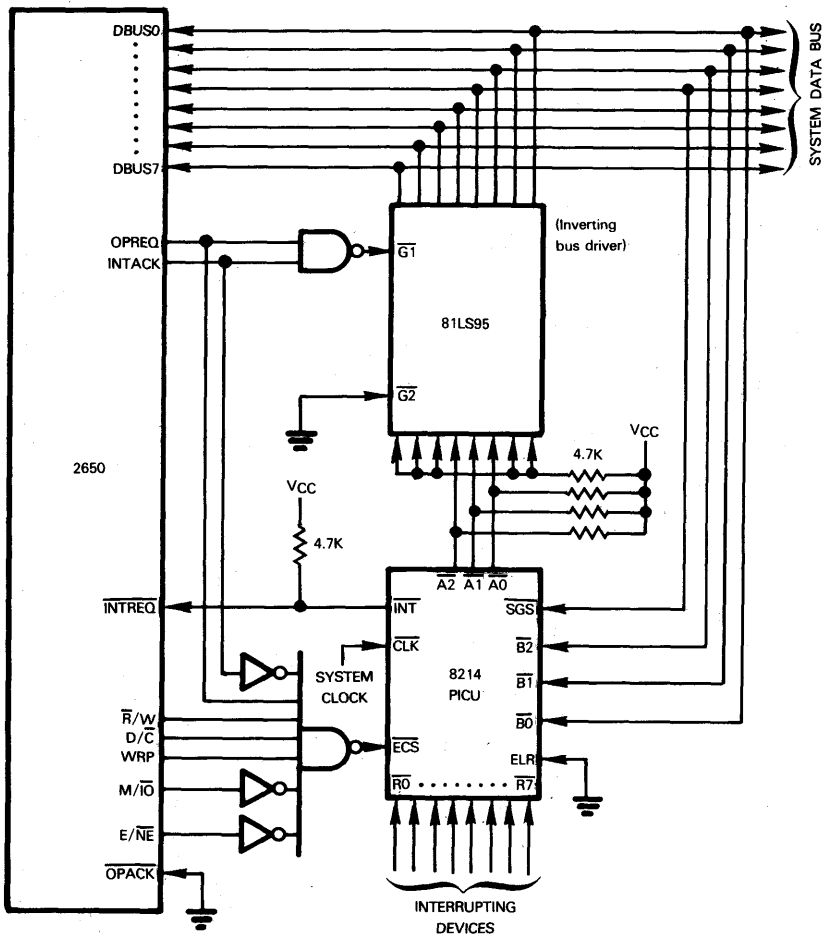 DBUS0
SYSTEM DATA BUS
DBUS7
OPREQ
INTACK
G1
(Inverting
bus driver)
81LS95
G2
VCC
4.7K
2650
VCC
4.7K
A2 A1 A0
INTREQ
INT
SGS
CLK
SYSTEM
CLOCK
8214
PICU
B2
B1
B0
R/W
D/C
WRP
ECS
ELR
M/IO
R0 ........ R7
E/NE
OPACK
INTERRUPTING
DEVICES